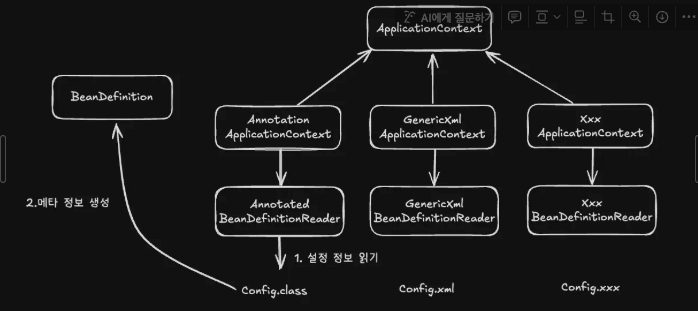 AI에게 질문하기
ApplicationContext
BeanDefinition
Annotation
ApplicationContext
GenericXml
ApplicationContext
Xxx
ApplicationContext
Annotated
BeanDefinitionReader
GenericXml
BeanDefinitionReader
Xxx
BeanDefinitionReader
2.메타 정보 생성
1. 설정 정보 읽기
Config.class
Config.xml
Config.xxx